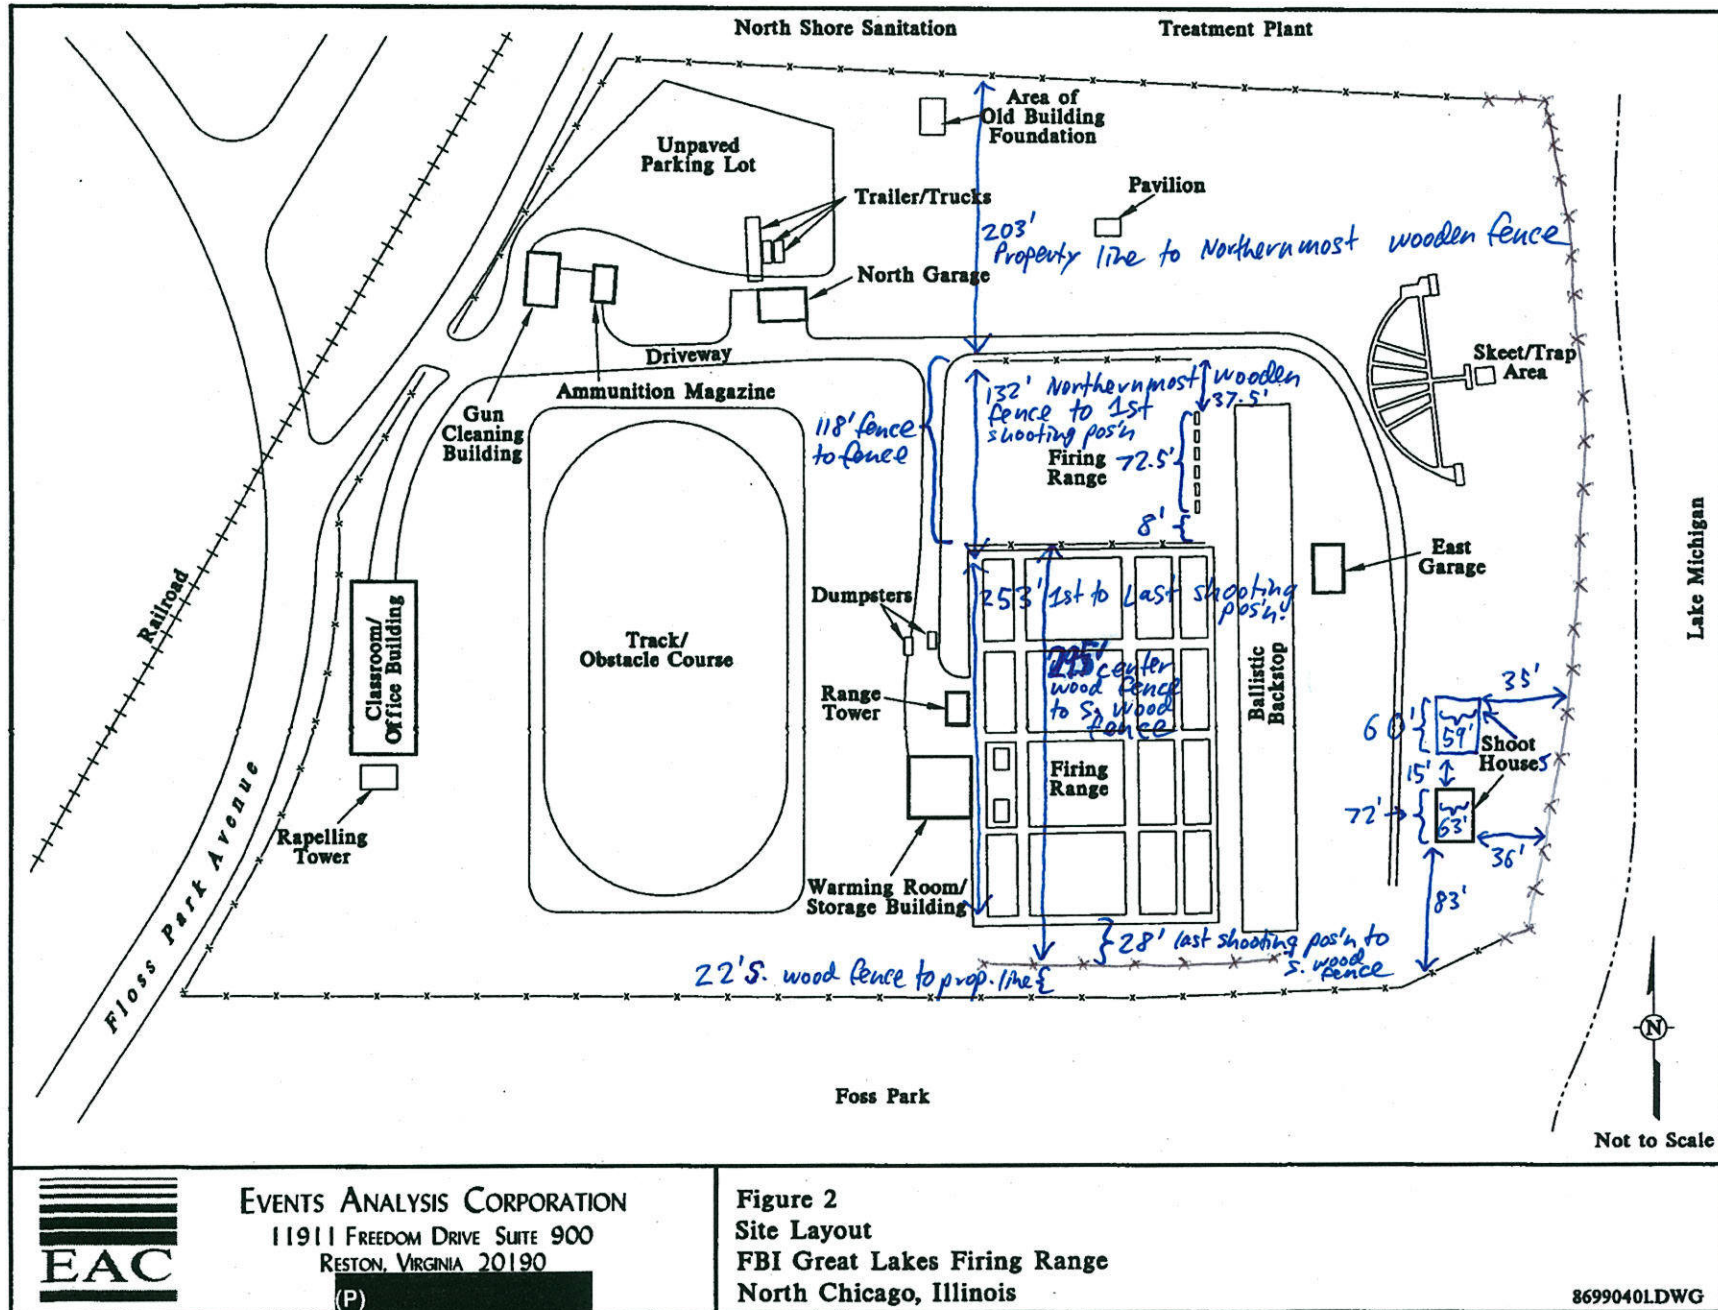 North Shore Sanitation Treatment Plant
Area of
Old Building
Foundation
Unpaved
Parking Lot
Trailer/Trucks
Pavilion
203'
Property line to Northernmost wooden fence
North Garage
Driveway
Ammunition Magazine
Gun
Cleaning
Building
118' fence
to fence
132' Northernmost wooden
fence to 1st
shooting pos'n
37.5'
Firing
Range
72.5'
8'
Skeet/Trap
Area
East
Garage
Lake Michigan
Railroad
Classroom/
Office Building
Track/
Obstacle Course
Dumpsters
253' 1st to Last shooting
pos'n.
center
wood fence
to S. wood
fence
Range
Tower
Ballistic
Backstop
Firing
Range
35'
60'
59'
Shoot
Houses
15'
72'
63'
36'
83'
Rapelling
Tower
Warming Room/
Storage Building
28' last shooting pos'n to
S. wood
fence
22' S. wood fence to prop. line
Floss Park Avenue
Foss Park
N
Not to Scale
EAC
EVENTS ANALYSIS CORPORATION
11911 FREEDOM DRIVE SUITE 900
RESTON, VIRGINIA 20190
(P)
Figure 2
Site Layout
FBI Great Lakes Firing Range
North Chicago, Illinois
8699040LDWG